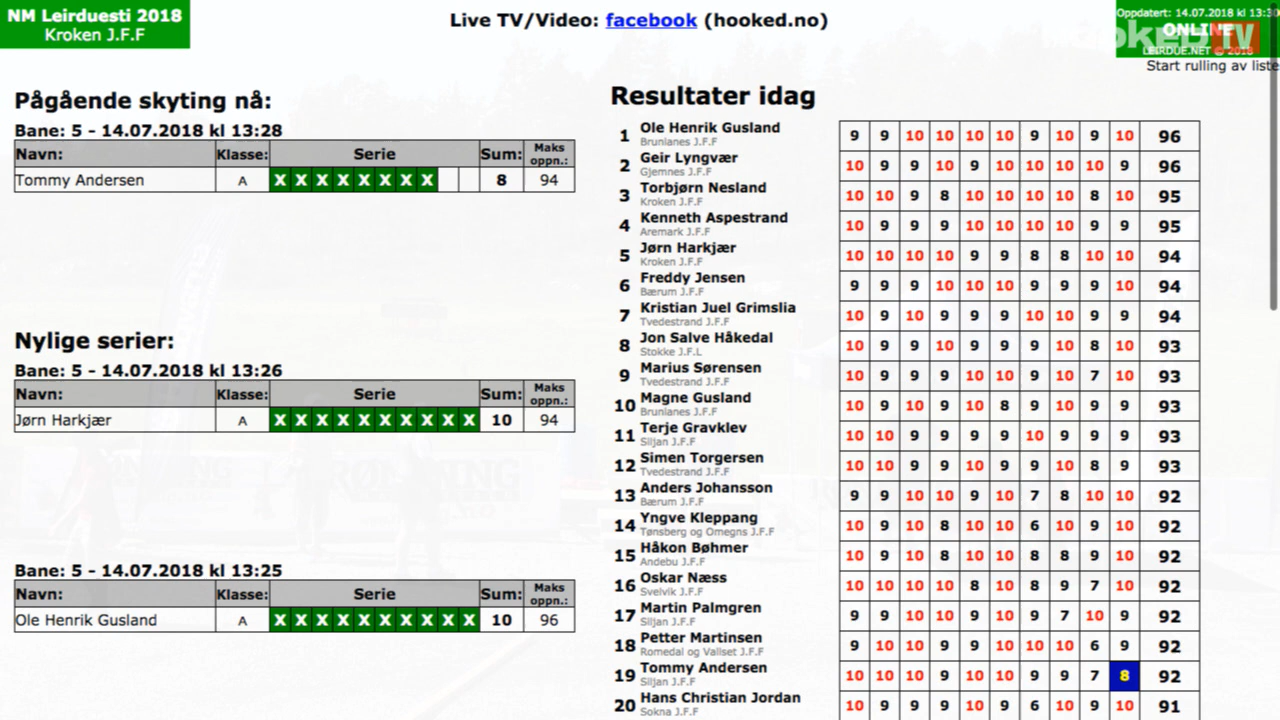 NM Leirduesti 2018
Kroken J.F.F
Live TV/Video: facebook (hooked.no)
Oppdatert: 14.07.2018 kl 13:30
ONLINE
LEIRDUE.NET © 2018
TV
Start rulling av liste
Pågående skyting nå:
Bane: 5 - 14.07.2018 kl 13:28
Navn: Klasse: Serie Sum: Maks oppn.:
Tommy Andersen A X X X X X X X X 8 94
Nylige serier:
Bane: 5 - 14.07.2018 kl 13:26
Navn: Klasse: Serie Sum: Maks oppn.:
Jørn Harkjær A X X X X X X X X X X 10 94
Bane: 5 - 14.07.2018 kl 13:25
Navn: Klasse: Serie Sum: Maks oppn.:
Ole Henrik Gusland A X X X X X X X X X X 10 96
Resultater idag
1 Ole Henrik Gusland 9 9 10 10 10 10 9 10 9 10 96
Brunlanes J.F.F
2 Geir Lyngvær 10 9 9 10 9 10 10 10 10 9 96
Gjemnes J.F.F
3 Torbjørn Nesland 10 10 9 8 10 10 10 10 8 10 95
Kroken J.F.F
4 Kenneth Aspestrand 10 9 9 9 10 10 10 10 9 9 95
Aremark J.F.F
5 Jørn Harkjær 10 10 10 10 9 9 8 8 10 10 94
Kroken J.F.F
6 Freddy Jensen 9 9 9 10 10 10 9 9 9 10 94
Bærum J.F.F
7 Kristian Juel Grimslia 10 9 10 9 9 9 10 10 9 9 94
Tvedestrand J.F.F
8 Jon Salve Håkedal 10 9 9 10 9 9 9 10 8 10 93
Stokke J.F.L
9 Marius Sørensen 10 9 9 9 10 10 9 10 7 10 93
Tvedestrand J.F.F
10 Magne Gusland 10 9 10 9 10 8 9 10 9 9 93
Brunlanes J.F.F
11 Terje Gravklev 10 10 9 9 9 9 10 9 9 9 93
Siljan J.F.F
12 Simen Torgersen 10 10 9 9 10 9 9 10 8 9 93
Tvedestrand J.F.F
13 Anders Johansson 9 9 10 10 9 10 7 8 10 10 92
Bærum J.F.F
14 Yngve Kleppang 10 9 10 8 10 10 6 10 9 10 92
Tønsberg og Omegns J.F.F
15 Håkon Bøhmer 10 9 10 8 10 10 8 8 9 10 92
Andebu J.F.F
16 Oskar Næss 10 10 10 10 8 10 8 9 7 10 92
Svelvik J.F.F
17 Martin Palmgren 9 9 10 10 9 10 9 7 10 9 92
Siljan J.F.F
18 Petter Martinsen 9 10 10 9 9 10 10 10 6 9 92
Romedal og Vallset J.F.F
19 Tommy Andersen 10 10 10 9 10 10 9 9 7 8 92
Siljan J.F.F
20 Hans Christian Jordan 10 9 9 9 10 9 6 10 9 10 91
Sokna J.F.F